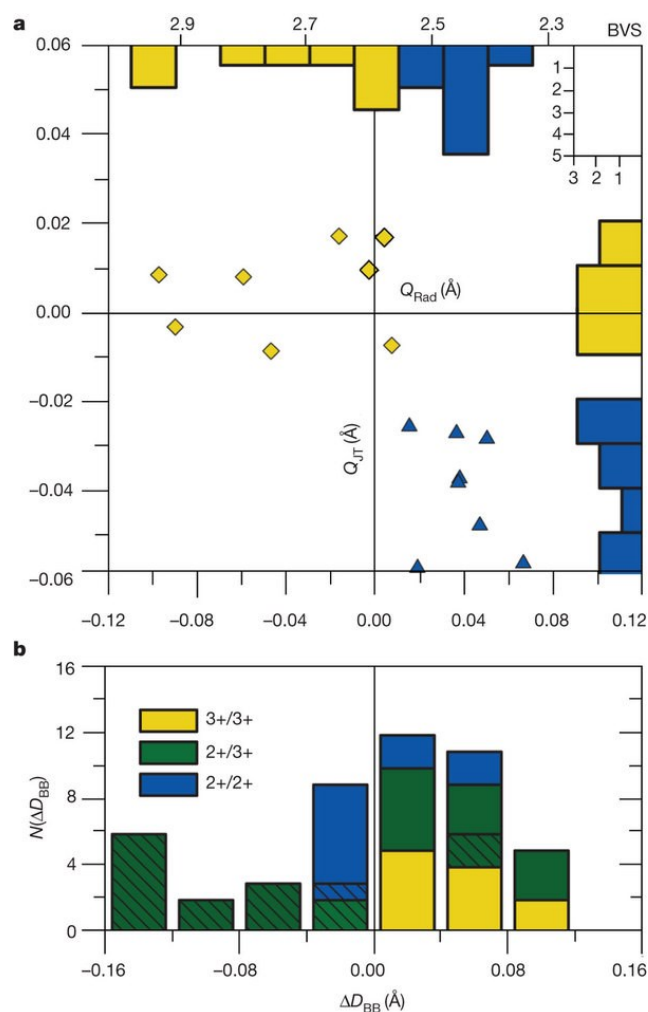 a
2.9 2.7 2.5 2.3 BVS
0.06
0.04
0.02
0.00
−0.02
−0.04
−0.06
1
2
3
4
5
3 2 1
Q_Rad (Å)
Q_JT (Å)
−0.12 −0.08 −0.04 0.00 0.04 0.08 0.12
b
16
12
8
4
0
N(ΔD_BB)
3+/3+
2+/3+
2+/2+
−0.16 −0.08 0.00 0.08 0.16
ΔD_BB (Å)